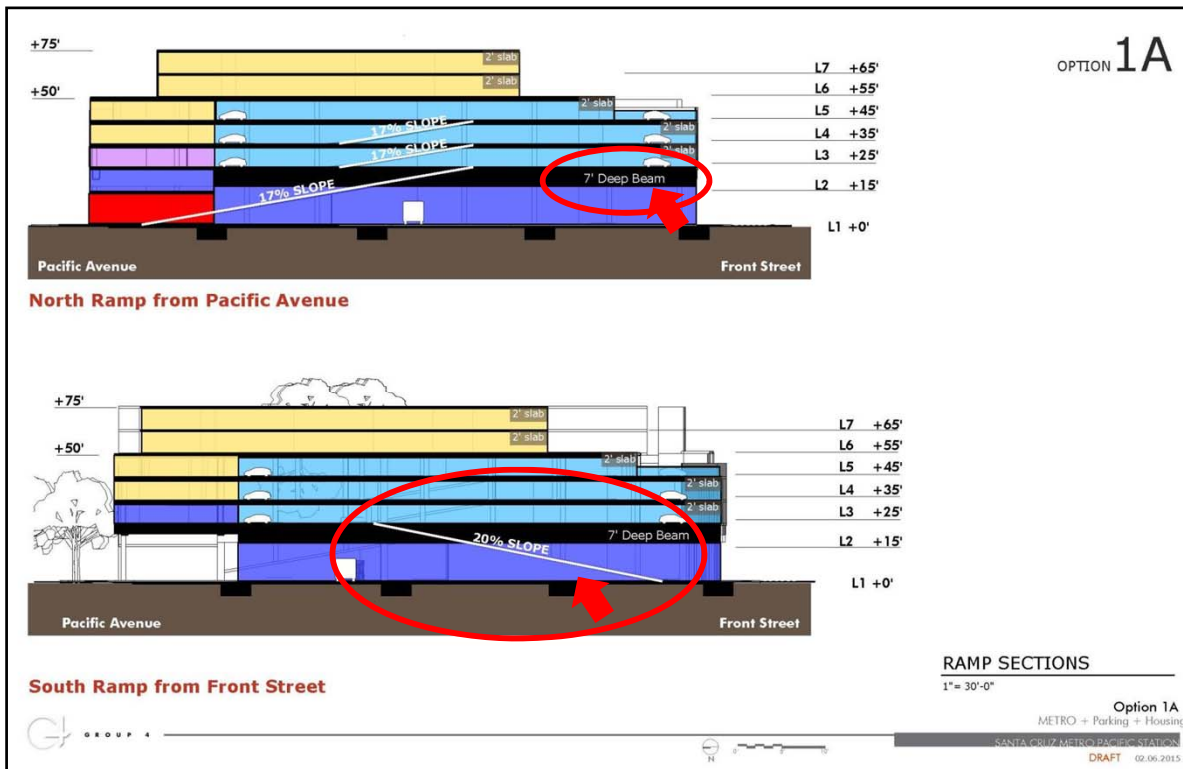 OPTION 1A
+75'
+50'
2' slab
2' slab
2' slab
2' slab
2' slab
17% SLOPE
17% SLOPE
17% SLOPE
7' Deep Beam
L7 +65'
L6 +55'
L5 +45'
L4 +35'
L3 +25'
L2 +15'
L1 +0'
Pacific Avenue
Front Street
North Ramp from Pacific Avenue
+75'
+50'
2' slab
2' slab
2' slab
2' slab
2' slab
20% SLOPE
7' Deep Beam
L7 +65'
L6 +55'
L5 +45'
L4 +35'
L3 +25'
L2 +15'
L1 +0'
Pacific Avenue
Front Street
South Ramp from Front Street
RAMP SECTIONS
1"= 30'-0"
Option 1A
METRO + Parking + Housing
SANTA CRUZ METRO PACIFIC STATION
DRAFT 02.06.2015
GROUP 4
N